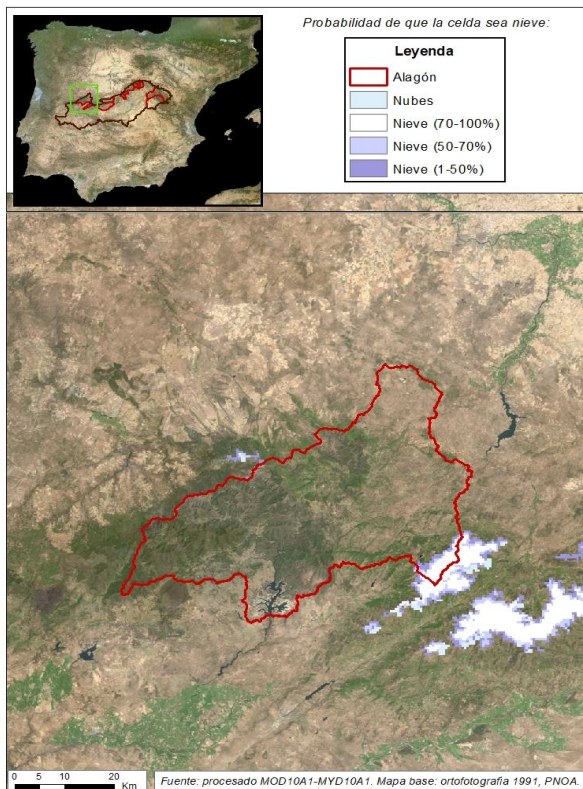 Probabilidad de que la celda sea nieve:
Leyenda
Alagón
Nubes
Nieve (70-100%)
Nieve (50-70%)
Nieve (1-50%)
0 5 10 20
Km
Fuente: procesado MOD10A1-MYD10A1. Mapa base: ortofotografía 1991, PNOA.